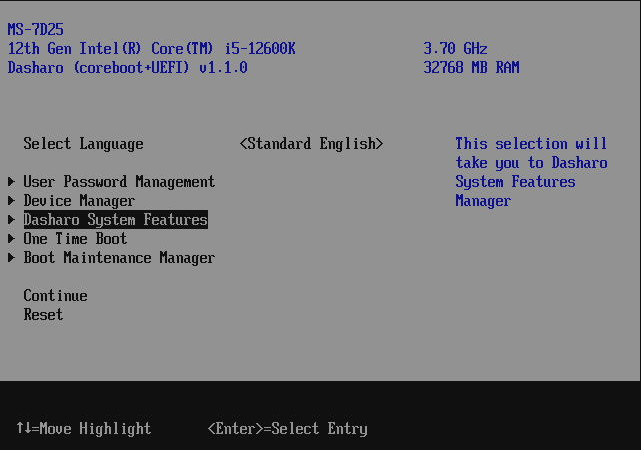 MS-7D25
12th Gen Intel(R) Core(TM) i5-12600K 3.70 GHz
Dasharo (coreboot+UEFI) v1.1.0 32768 MB RAM
Select Language <Standard English> This selection will
take you to Dasharo
User Password Management System Features
Device Manager Manager
Dasharo System Features
One Time Boot
Boot Maintenance Manager
Continue
Reset
↑↓=Move Highlight <Enter>=Select Entry